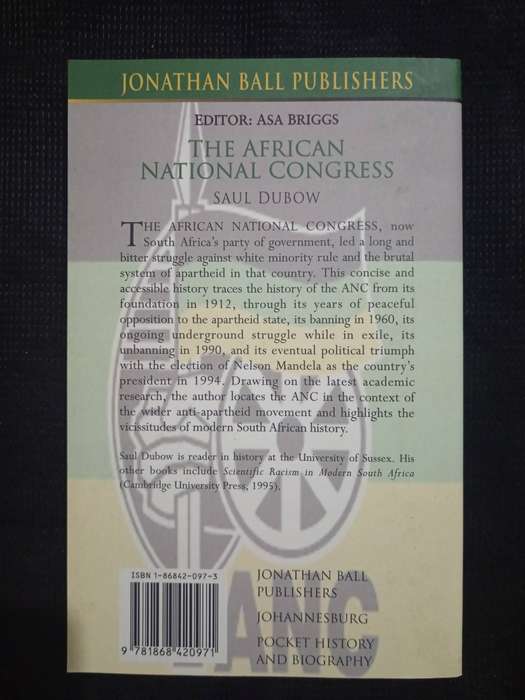 JONATHAN BALL PUBLISHERS
EDITOR: ASA BRIGGS
THE AFRICAN
NATIONAL CONGRESS
SAUL DUBOW
THE AFRICAN NATIONAL CONGRESS, now
South Africa's party of government, led a long and
bitter struggle against white minority rule and the brutal
system of apartheid in that country. This concise and
accessible history traces the history of the ANC from its
foundation in 1912, through its years of peaceful
opposition to the apartheid state, its banning in 1960, its
ongoing underground struggle while in exile, its
unbanning in 1990, and its eventual political triumph
with the election of Nelson Mandela as the country's
president in 1994. Drawing on the latest academic
research, the author locates the ANC in the context of
the wider anti-apartheid movement and highlights the
vicissitudes of modern South African history.
Saul Dubow is reader in history at the University of Sussex. His
other books include Scientific Racism in Modern South Africa
(Cambridge University Press, 1995).
ISBN 1-86842-097-3
9 781868 420971
JONATHAN BALL
PUBLISHERS
JOHANNESBURG
POCKET HISTORY
AND BIOGRAPHY
ANC